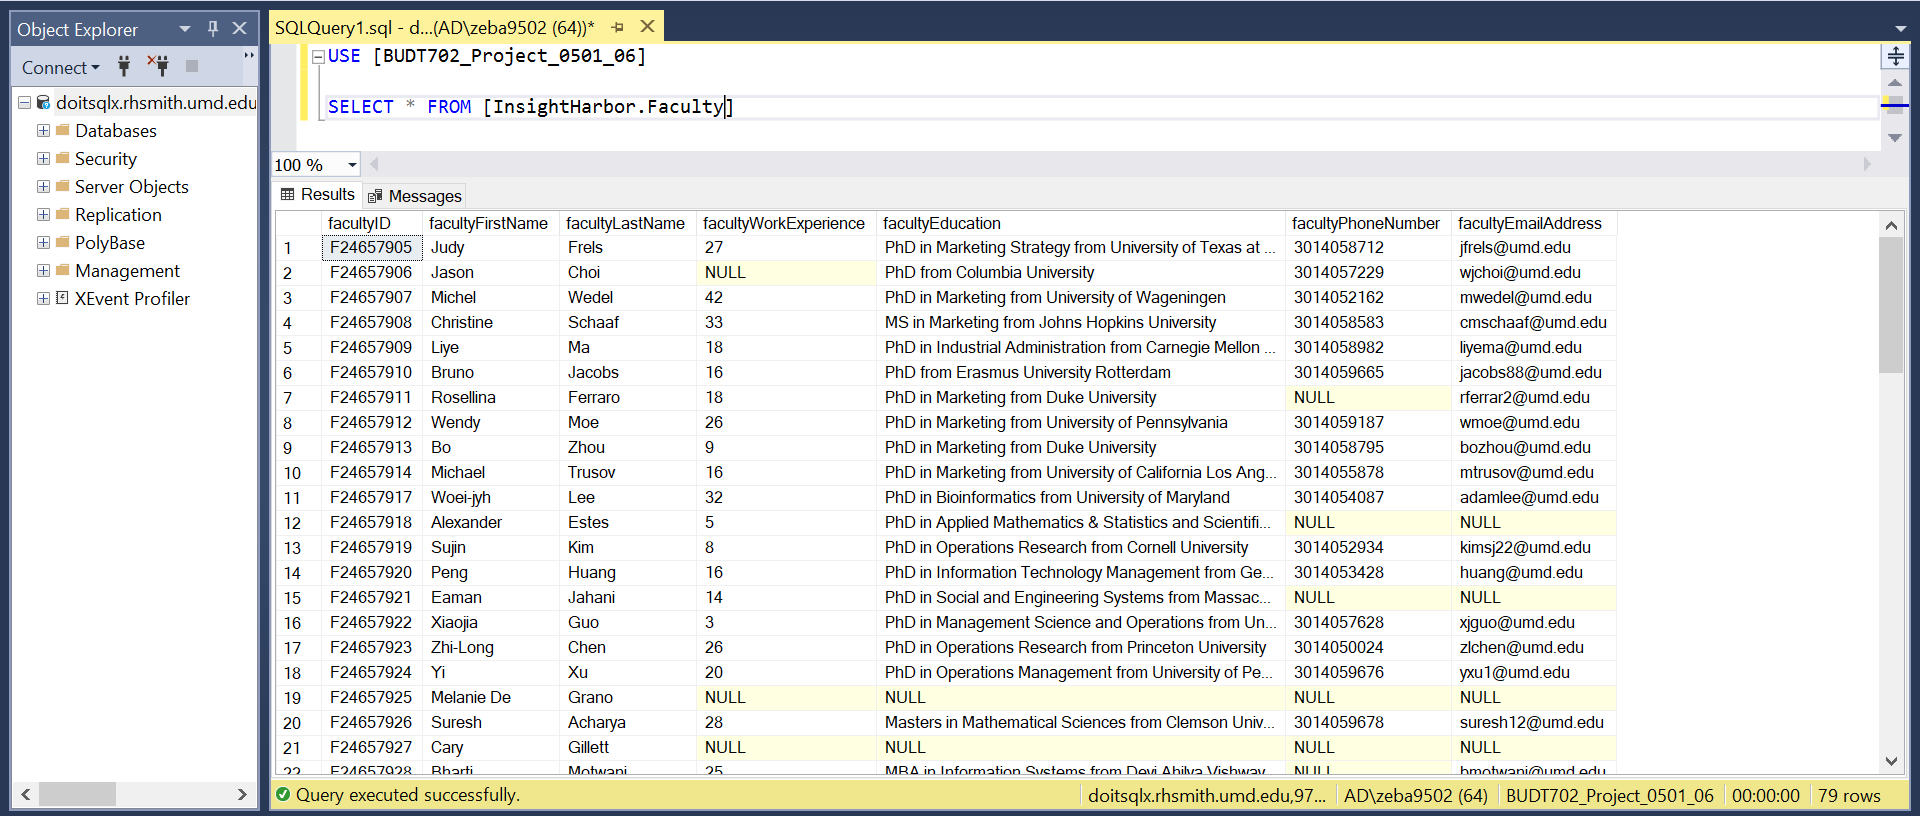 Object Explorer
Connect
doitsqlx.rhsmith.umd.edu
Databases
Security
Server Objects
Replication
PolyBase
Management
XEvent Profiler
SQLQuery1.sql - d...(AD\zeba9502 (64))*
USE [BUDT702_Project_0501_06]
SELECT * FROM [InsightHarbor.Faculty]
100 %
Results Messages
facultyID facultyFirstName facultyLastName facultyWorkExperience facultyEducation facultyPhoneNumber facultyEmailAddress
1 F24657905 Judy Frels 27 PhD in Marketing Strategy from University of Texas at ... 3014058712 jfrels@umd.edu
2 F24657906 Jason Choi NULL PhD from Columbia University 3014057229 wjchoi@umd.edu
3 F24657907 Michel Wedel 42 PhD in Marketing from University of Wageningen 3014052162 mwedel@umd.edu
4 F24657908 Christine Schaaf 33 MS in Marketing from Johns Hopkins University 3014058583 cmschaaf@umd.edu
5 F24657909 Liye Ma 18 PhD in Industrial Administration from Carnegie Mellon ... 3014058982 liyema@umd.edu
6 F24657910 Bruno Jacobs 16 PhD from Erasmus University Rotterdam 3014059665 jacobs88@umd.edu
7 F24657911 Rosellina Ferraro 18 PhD in Marketing from Duke University NULL rferrar2@umd.edu
8 F24657912 Wendy Moe 26 PhD in Marketing from University of Pennsylvania 3014059187 wmoe@umd.edu
9 F24657913 Bo Zhou 9 PhD in Marketing from Duke University 3014058795 bozhou@umd.edu
10 F24657914 Michael Trusov 16 PhD in Marketing from University of California Los Ang... 3014055878 mtrusov@umd.edu
11 F24657917 Woei-jyh Lee 32 PhD in Bioinformatics from University of Maryland 3014054087 adamlee@umd.edu
12 F24657918 Alexander Estes 5 PhD in Applied Mathematics & Statistics and Scientifi... NULL NULL
13 F24657919 Sujin Kim 8 PhD in Operations Research from Cornell University 3014052934 kimsj22@umd.edu
14 F24657920 Peng Huang 16 PhD in Information Technology Management from Ge... 3014053428 huang@umd.edu
15 F24657921 Eaman Jahani 14 PhD in Social and Engineering Systems from Massac... NULL NULL
16 F24657922 Xiaojia Guo 3 PhD in Management Science and Operations from Un... 3014057628 xjguo@umd.edu
17 F24657923 Zhi-Long Chen 26 PhD in Operations Research from Princeton University 3014050024 zlchen@umd.edu
18 F24657924 Yi Xu 20 PhD in Operations Management from University of Pe... 3014059676 yxu1@umd.edu
19 F24657925 Melanie De Grano NULL NULL NULL NULL
20 F24657926 Suresh Acharya 28 Masters in Mathematical Sciences from Clemson Univ... 3014059678 suresh12@umd.edu
21 F24657927 Cary Gillett NULL NULL NULL NULL
22 F24657928 Bharti Motwani 25 MBA in Information Systems from Devi Ahilya Vishway... NULL bmotwani@umd.edu
Query executed successfully. doitsqlx.rhsmith.umd.edu,97... AD\zeba9502 (64) BUDT702_Project_0501_06 00:00:00 79 rows